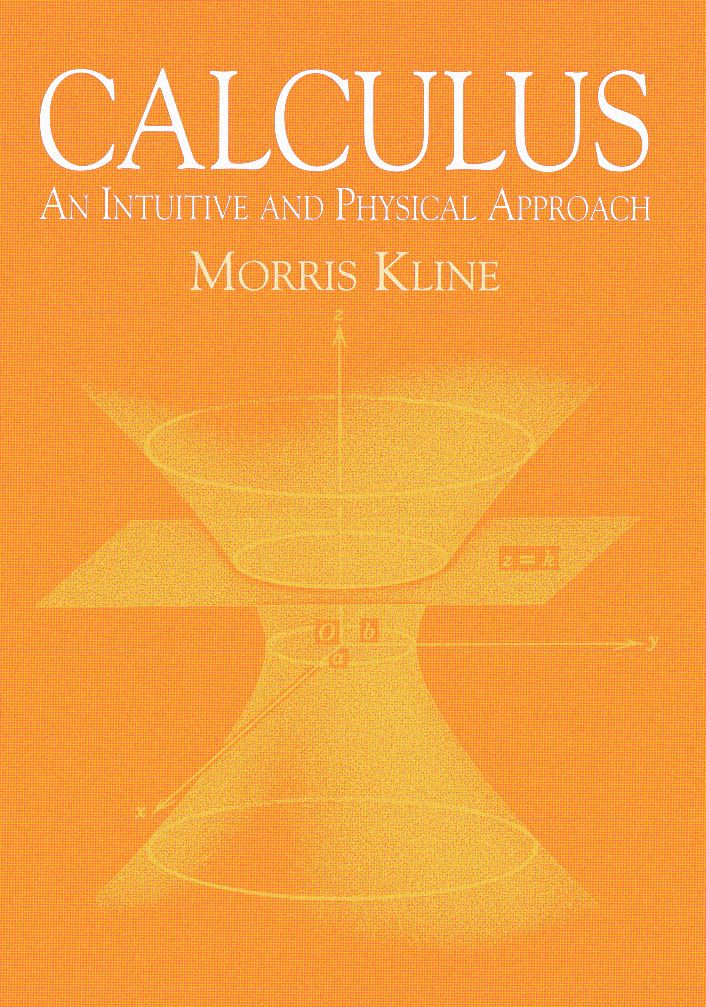 CALCULUS
AN INTUITIVE AND PHYSICAL APPROACH
MORRIS KLINE
z
z = k
O b
a
y
x